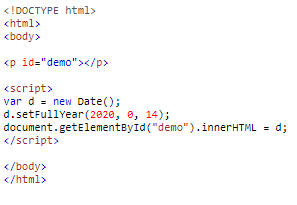 <!DOCTYPE html>
<html>
<body>
<p id="demo"></p>
<script>
var d = new Date();
d.setFullYear(2020, 0, 14);
document.getElementById("demo").innerHTML = d;
</script>
</body>
</html>